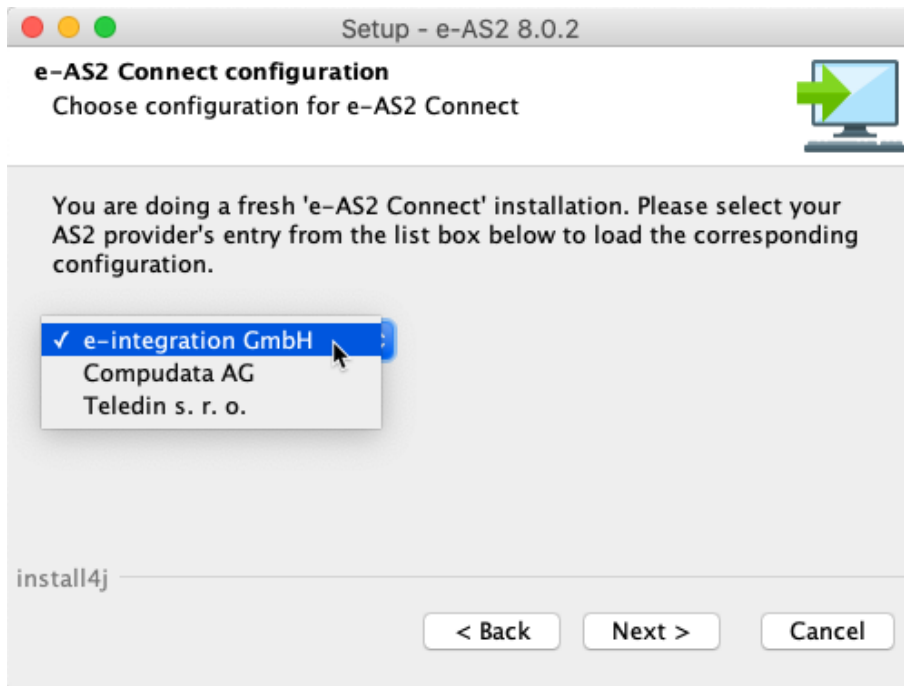 Setup - e-AS2 8.0.2
e-AS2 Connect configuration
Choose configuration for e-AS2 Connect
You are doing a fresh 'e-AS2 Connect' installation. Please select your
AS2 provider's entry from the list box below to load the corresponding
configuration.
✓ e-integration GmbH
Compudata AG
Teledin s. r. o.
install4j
< Back Next > Cancel